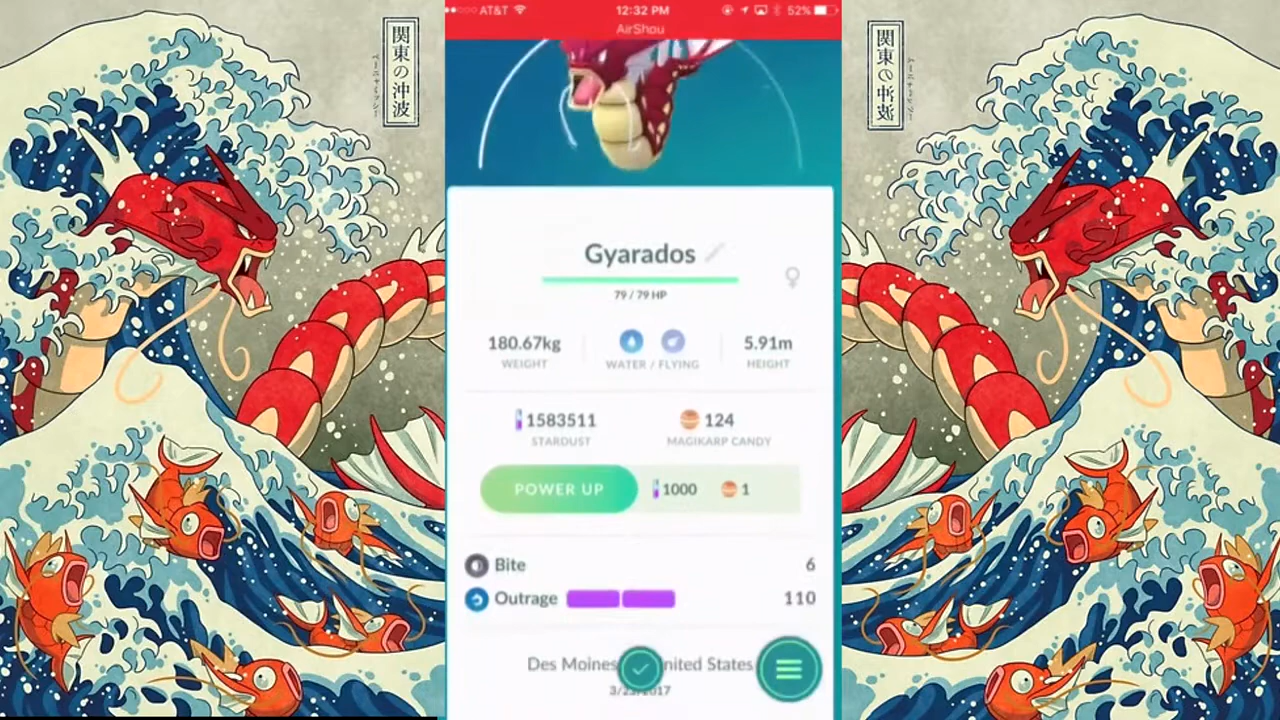 AT&T
12:32 PM
52%
AirShou
関東の沖波
関東の沖波
Gyarados
79 / 79 HP
180.67kg
WEIGHT
WATER / FLYING
5.91m
HEIGHT
1583511
STARDUST
124
MAGIKARP CANDY
POWER UP
1000
1
Bite
6
Outrage
110
Des Moines
United States